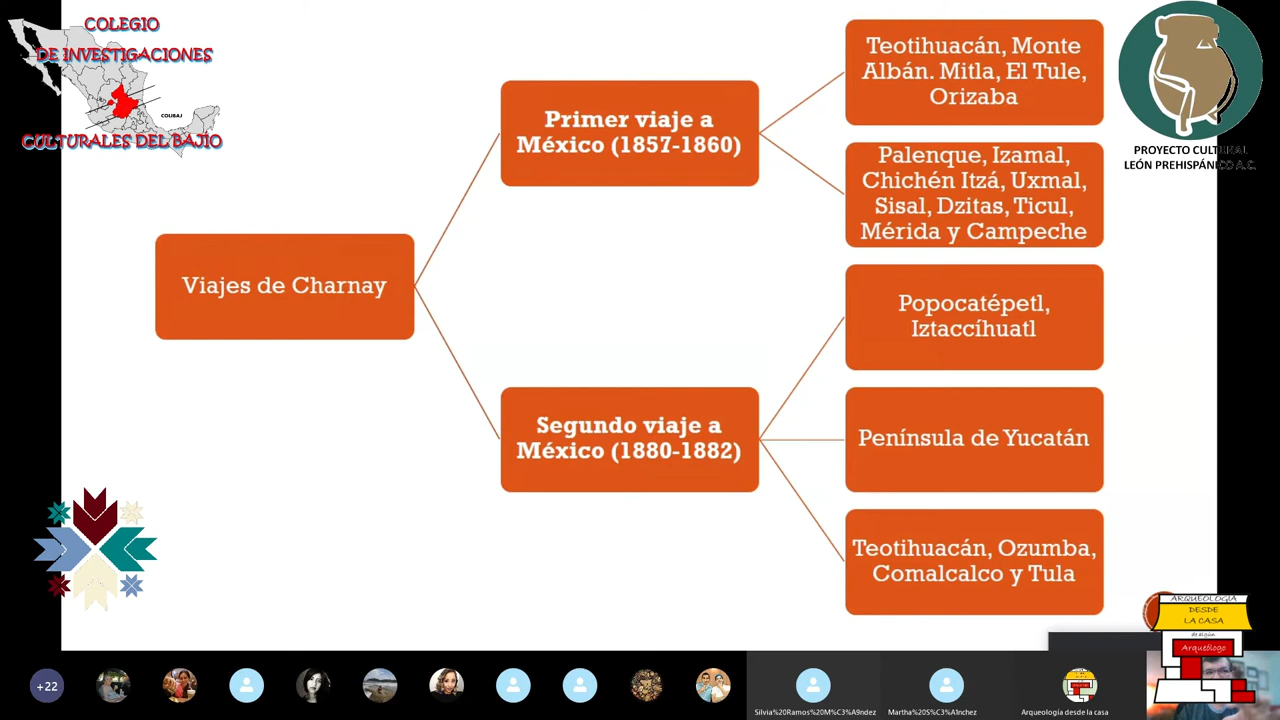 COLEGIO
DE INVESTIGACIONES
COLIBAJ
CULTURALES DEL BAJÍO
Viajes de Charnay
Primer viaje a
México (1857-1860)
Teotihuacán, Monte
Albán. Mitla, El Tule,
Orizaba
Palenque, Izamal,
Chichén Itzá, Uxmal,
Sisal, Dzitas, Ticul,
Mérida y Campeche
Segundo viaje a
México (1880-1882)
Popocatépetl,
Iztaccíhuatl
Península de Yucatán
Teotihuacán, Ozumba,
Comalcalco y Tula
PROYECTO CULTURAL
LEÓN PREHISPÁNICO A.C.
ARQUEOLOGÍA
DESDE
LA CASA
de algún
Arqueólogo
+22
Silvia%20Ramos%20M%C3%A9ndez
Martha%20S%C3%A1nchez
Arqueología desde la casa